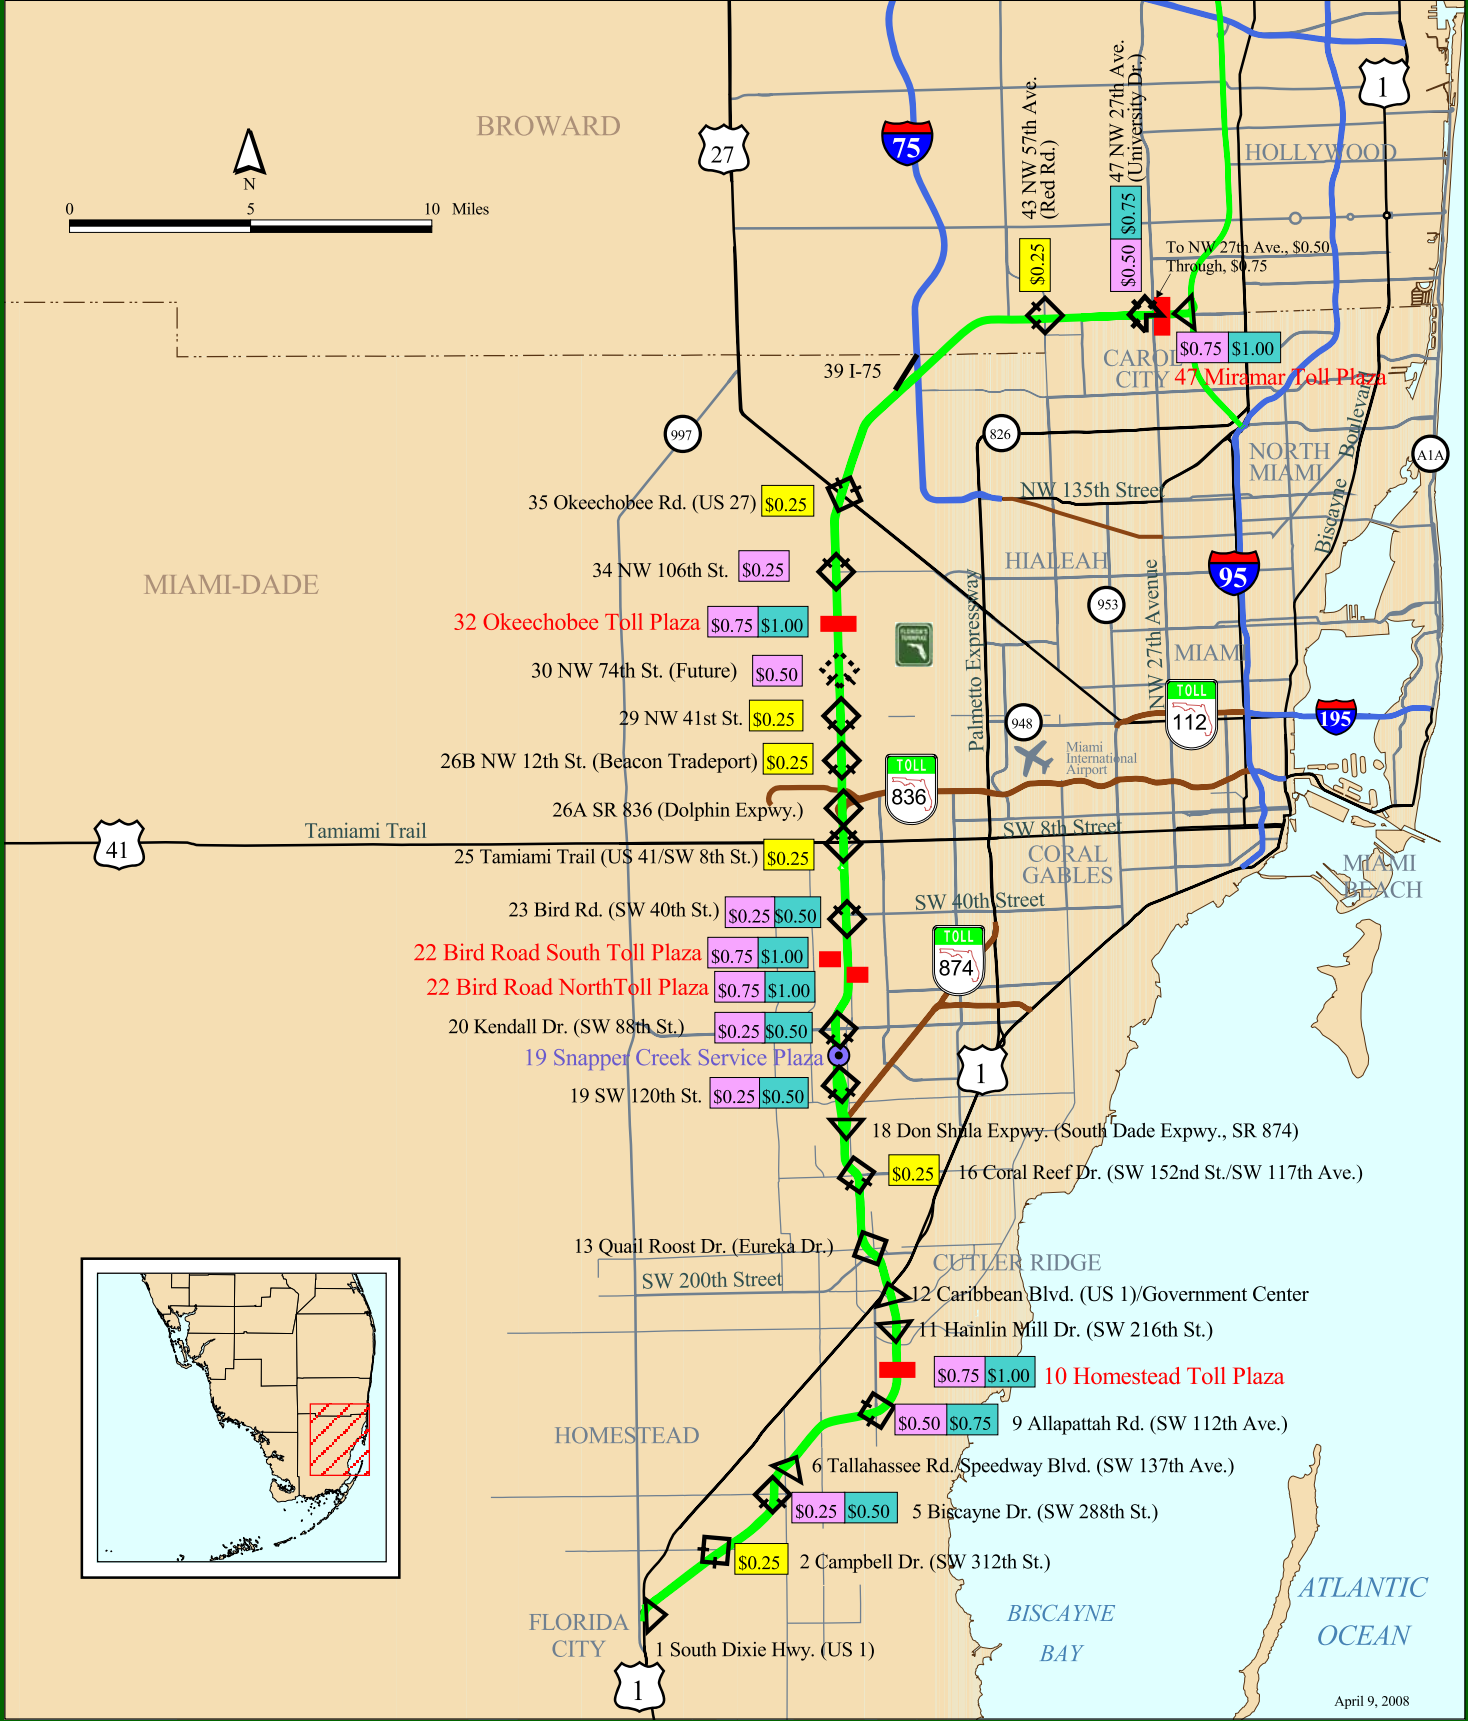 BROWARD
27
75
43 NW 57th Ave.
(Red Rd.)
47 NW 27th Ave.
(University Dr.)
1
HOLLYWOOD
N
0 5 10 Miles
$0.25
$0.50 $0.75
To NW 27th Ave., $0.50
Through, $0.75
39 I-75
CAROL
CITY
$0.75 $1.00
47 Miramar Toll Plaza
997
826
NORTH
MIAMI
Biscayne Boulevard
A1A
35 Okeechobee Rd. (US 27) $0.25
NW 135th Street
HIALEAH
95
MIAMI-DADE
34 NW 106th St. $0.25
953
32 Okeechobee Toll Plaza $0.75 $1.00
FLORIDA'S
TURNPIKE
Palmetto Expressway
NW 27th Avenue
MIAMI
30 NW 74th St. (Future) $0.50
TOLL
112
195
29 NW 41st St. $0.25
948
Miami
International
Airport
26B NW 12th St. (Beacon Tradeport) $0.25
TOLL
836
26A SR 836 (Dolphin Expwy.)
41
Tamiami Trail
SW 8th Street
25 Tamiami Trail (US 41/SW 8th St.) $0.25
CORAL
GABLES
MIAMI
BEACH
23 Bird Rd. (SW 40th St.) $0.25 $0.50
SW 40th Street
22 Bird Road South Toll Plaza $0.75 $1.00
TOLL
874
22 Bird Road NorthToll Plaza $0.75 $1.00
20 Kendall Dr. (SW 88th St.) $0.25 $0.50
19 Snapper Creek Service Plaza
1
19 SW 120th St. $0.25 $0.50
18 Don Shula Expwy. (South Dade Expwy., SR 874)
$0.25 16 Coral Reef Dr. (SW 152nd St./SW 117th Ave.)
13 Quail Roost Dr. (Eureka Dr.)
CUTLER RIDGE
SW 200th Street
12 Caribbean Blvd. (US 1)/Government Center
11 Hainlin Mill Dr. (SW 216th St.)
$0.75 $1.00 10 Homestead Toll Plaza
$0.50 $0.75 9 Allapattah Rd. (SW 112th Ave.)
HOMESTEAD
6 Tallahassee Rd./Speedway Blvd. (SW 137th Ave.)
$0.25 $0.50 5 Biscayne Dr. (SW 288th St.)
$0.25 2 Campbell Dr. (SW 312th St.)
ATLANTIC
OCEAN
BISCAYNE
BAY
FLORIDA
CITY
1 South Dixie Hwy. (US 1)
1
April 9, 2008